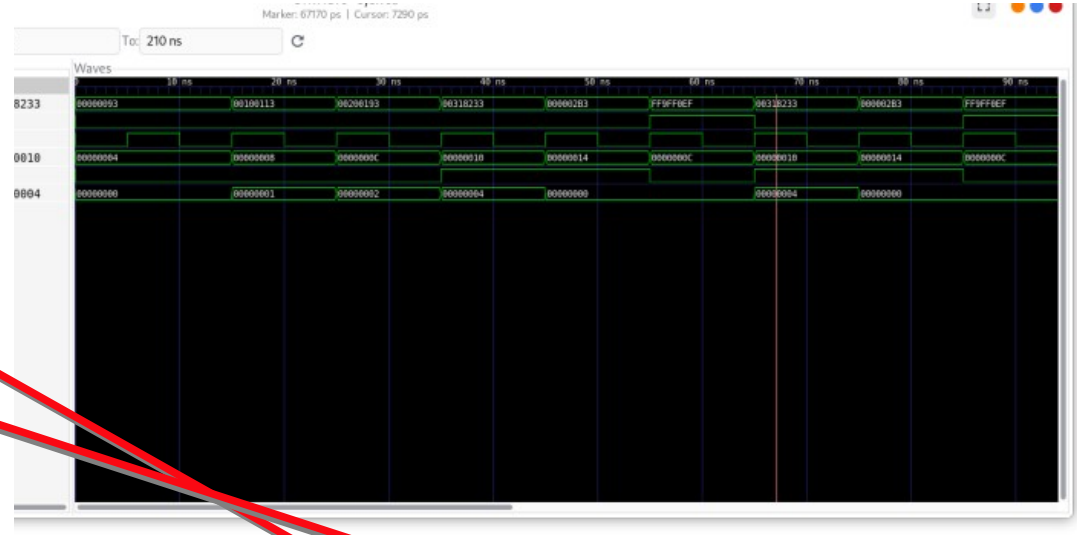 Marker: 67170 ps | Cursor: 7290 ps
To: 210 ns
Waves
0 10 ns 20 ns 30 ns 40 ns 50 ns 60 ns 70 ns 80 ns 90 ns
8233 00000093 00100113 00200193 00318233 000002B3 FF9FF0EF 00318233 000002B3 FF9FF0EF
0010 00000004 00000008 0000000C 00000010 00000014 0000000C 00000010 00000014 0000000C
0004 00000000 00000001 00000002 00000004 00000000 00000004 00000000